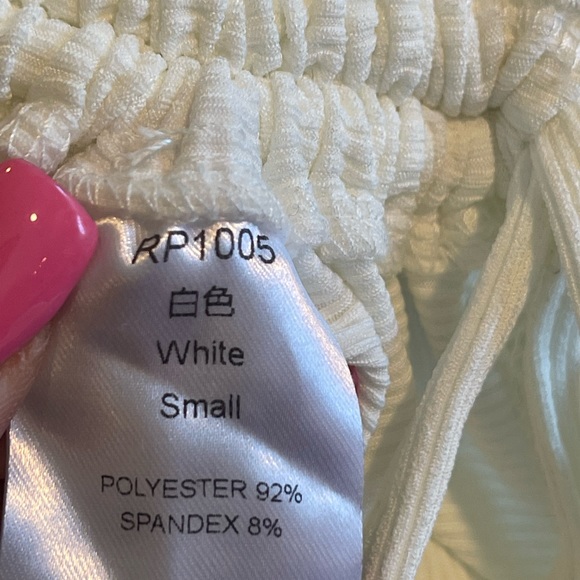 RP1005
白色
White
Small
POLYESTER 92%
SPANDEX 8%